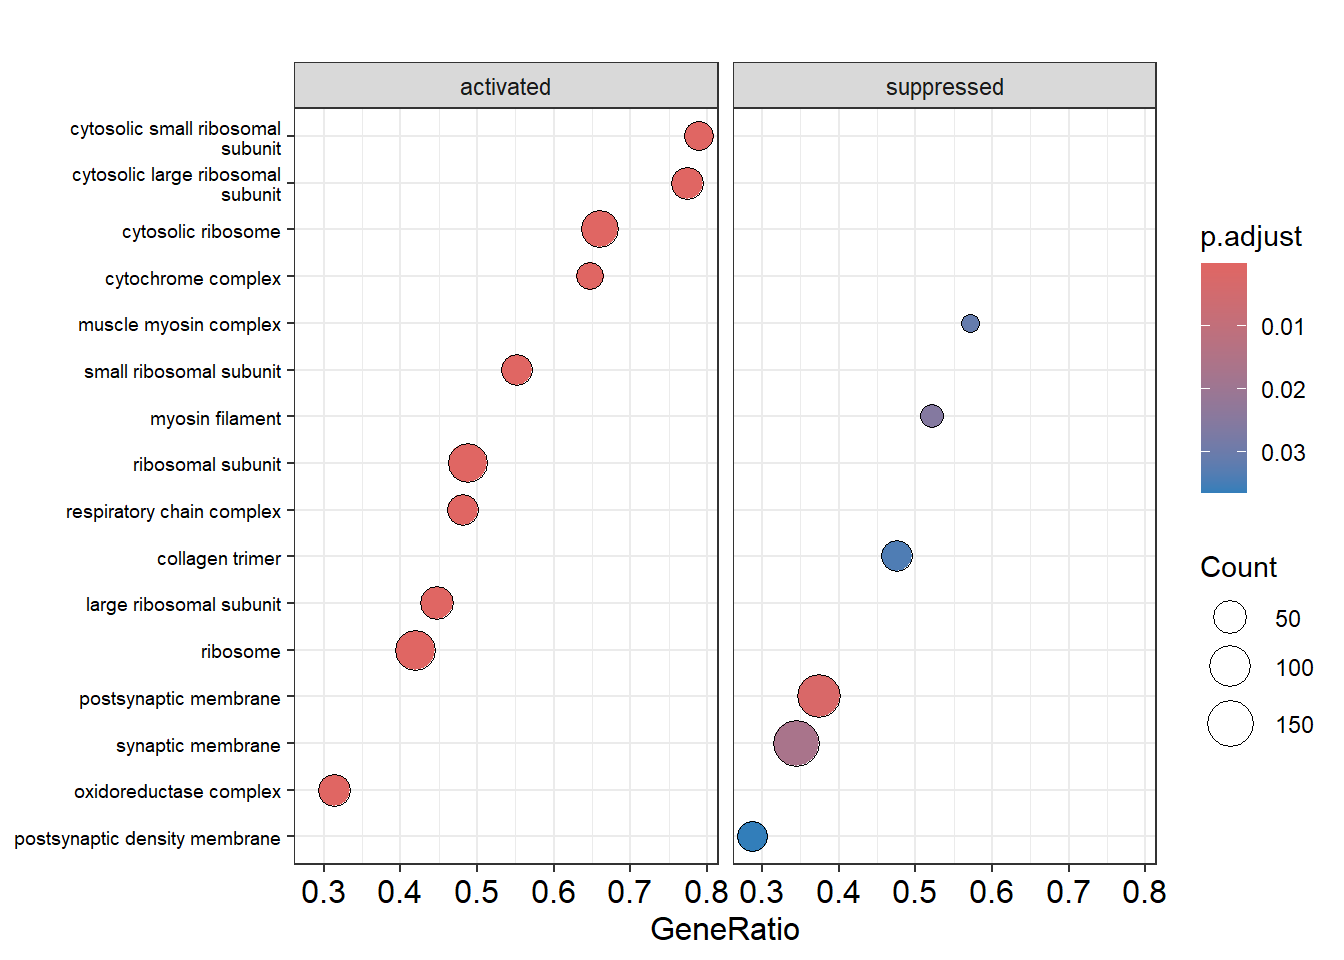 activated
suppressed
cytosolic small ribosomal
subunit
cytosolic large ribosomal
subunit
cytosolic ribosome
cytochrome complex
muscle myosin complex
small ribosomal subunit
myosin filament
ribosomal subunit
respiratory chain complex
collagen trimer
large ribosomal subunit
ribosome
postsynaptic membrane
synaptic membrane
oxidoreductase complex
postsynaptic density membrane
0.3 0.4 0.5 0.6 0.7 0.8
0.3 0.4 0.5 0.6 0.7 0.8
GeneRatio
p.adjust
0.01
0.02
0.03
Count
50
100
150